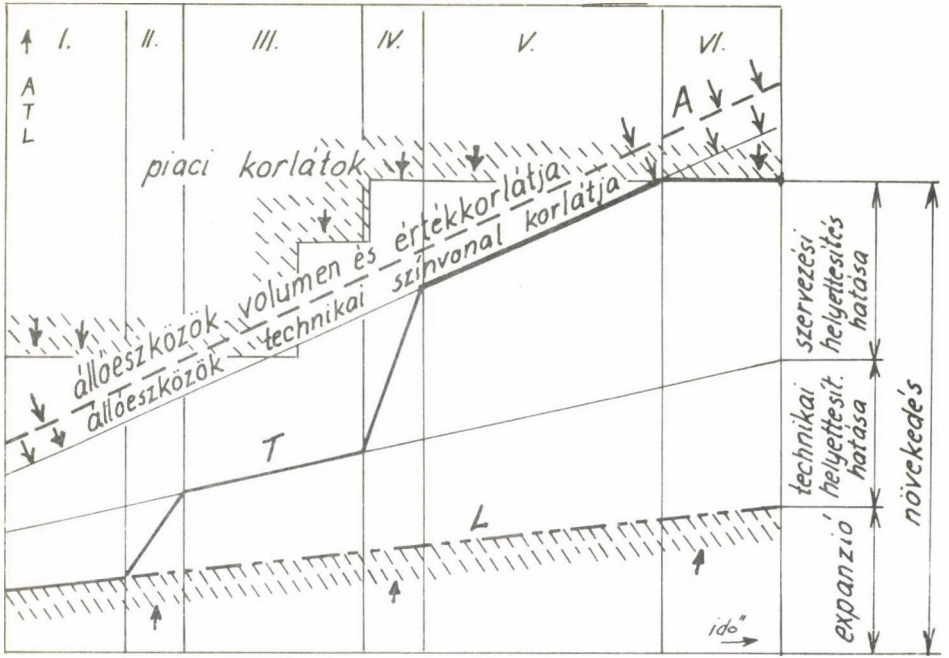 I. II. III. IV. V. VI.
ATL
A
piaci korlátok
állóeszközök volumen és értékkorlátja
állóeszközök technikai színvonal korlátja
T
L
idő
szervezési
helyettesítés
hatása
technikai
helyettesít.
hatása
expanzió
növekedés